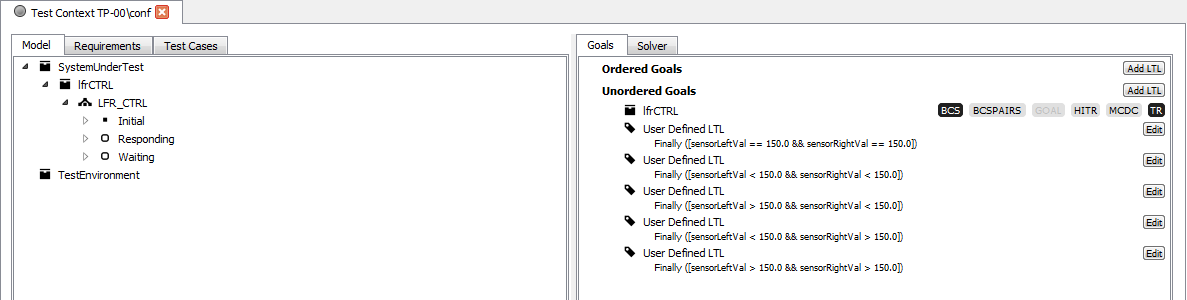 Test Context TP-00\conf
Model Requirements Test Cases
SystemUnderTest
lfrCTRL
LFR_CTRL
Initial
Responding
Waiting
TestEnvironment
Goals Solver
Ordered Goals Add LTL
Unordered Goals Add LTL
lfrCTRL BCS BCSPAIRS GOAL HITR MCDC TR
User Defined LTL Edit
Finally ([sensorLeftVal == 150.0 && sensorRightVal == 150.0])
User Defined LTL Edit
Finally ([sensorLeftVal < 150.0 && sensorRightVal < 150.0])
User Defined LTL Edit
Finally ([sensorLeftVal > 150.0 && sensorRightVal < 150.0])
User Defined LTL Edit
Finally ([sensorLeftVal < 150.0 && sensorRightVal > 150.0])
User Defined LTL Edit
Finally ([sensorLeftVal > 150.0 && sensorRightVal > 150.0])